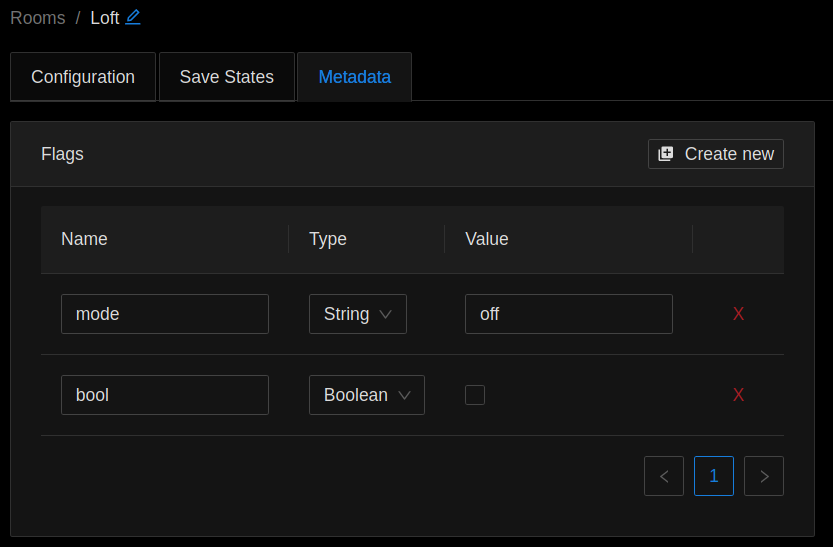 Rooms / Loft
Configuration Save States Metadata
Flags Create new
Name Type Value
mode String off X
bool Boolean X
< 1 >